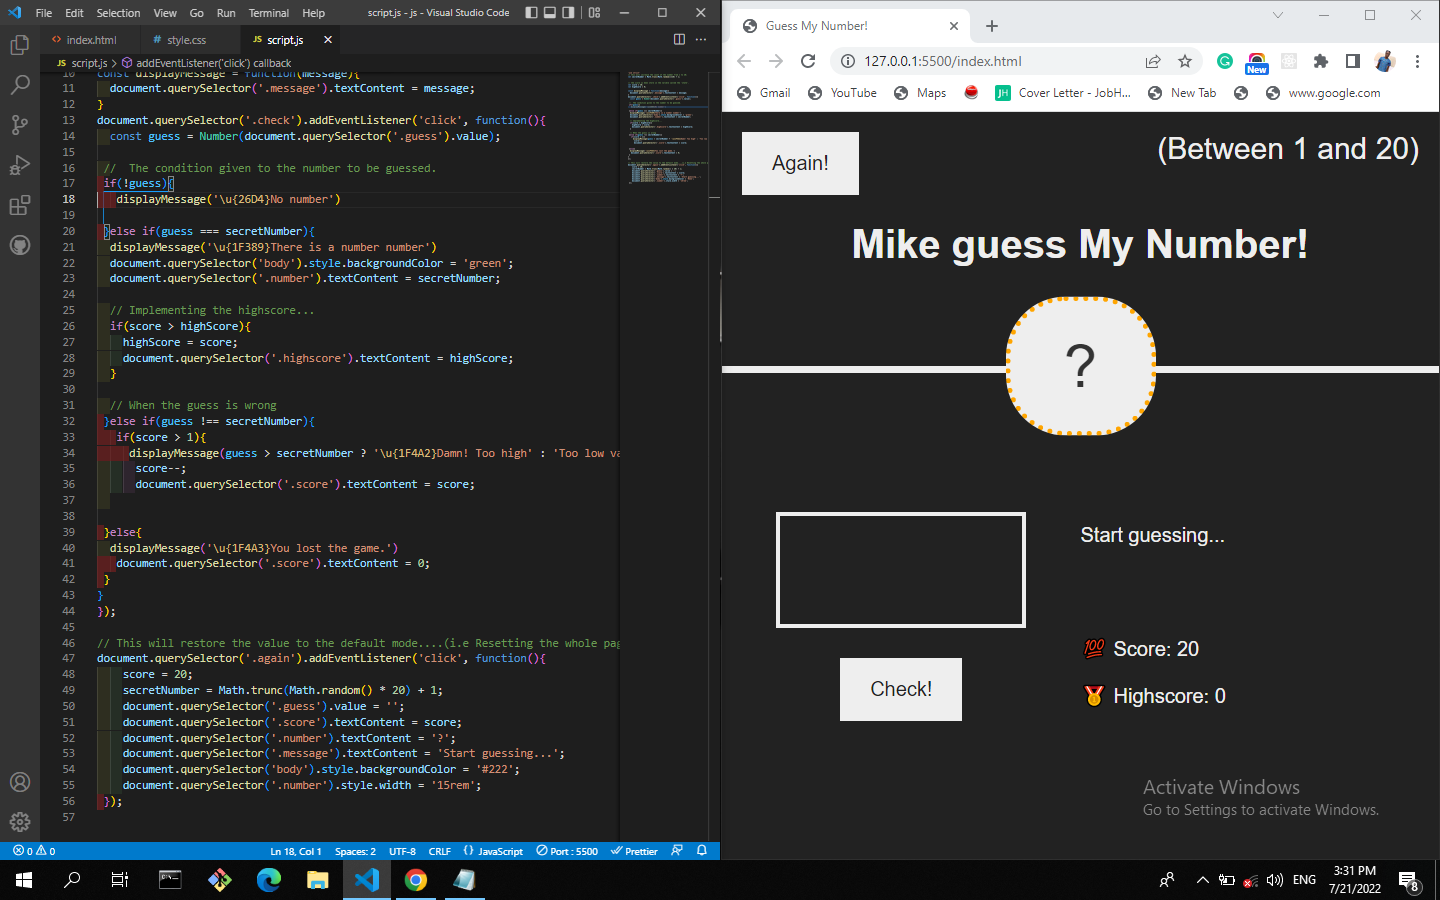 File Edit Selection View Go Run Terminal Help script.js - js - Visual Studio Code
index.html style.css JS script.js
JS script.js > addEventListener('click') callback
10 const displayMessage = function(message){
11 document.querySelector('.message').textContent = message;
12 }
13 document.querySelector('.check').addEventListener('click', function(){
14 const guess = Number(document.querySelector('.guess').value);
15
16 // The condition given to the number to be guessed.
17 if(!guess){
18 displayMessage('\u{26D4}No number')
19
20 }else if(guess === secretNumber){
21 displayMessage('\u{1F389}There is a number number')
22 document.querySelector('body').style.backgroundColor = 'green';
23 document.querySelector('.number').textContent = secretNumber;
24
25 // Implementing the highscore...
26 if(score > highScore){
27 highScore = score;
28 document.querySelector('.highscore').textContent = highScore;
29 }
30
31 // When the guess is wrong
32 }else if(guess !== secretNumber){
33 if(score > 1){
34 displayMessage(guess > secretNumber ? '\u{1F4A2}Damn! Too high' : 'Too low va
35 score--;
36 document.querySelector('.score').textContent = score;
37
38
39 }else{
40 displayMessage('\u{1F4A3}You lost the game.')
41 document.querySelector('.score').textContent = 0;
42 }
43 }
44 });
45
46 // This will restore the value to the default mode....(i.e Resetting the whole pag
47 document.querySelector('.again').addEventListener('click', function(){
48 score = 20;
49 secretNumber = Math.trunc(Math.random() * 20) + 1;
50 document.querySelector('.guess').value = '';
51 document.querySelector('.score').textContent = score;
52 document.querySelector('.number').textContent = '?';
53 document.querySelector('.message').textContent = 'Start guessing...';
54 document.querySelector('body').style.backgroundColor = '#222';
55 document.querySelector('.number').style.width = '15rem';
56 });
57
0 0 Ln 18, Col 1 Spaces: 2 UTF-8 CRLF {} JavaScript Port : 5500 Prettier
Guess My Number!
127.0.0.1:5500/index.html
New
Gmail YouTube Maps JH Cover Letter - JobH... New Tab www.google.com
Again!
(Between 1 and 20)
Mike guess My Number!
?
Start guessing...
💯 Score: 20
Check!
🏅 Highscore: 0
Activate Windows
Go to Settings to activate Windows.
ENG
3:31 PM
7/21/2022
8